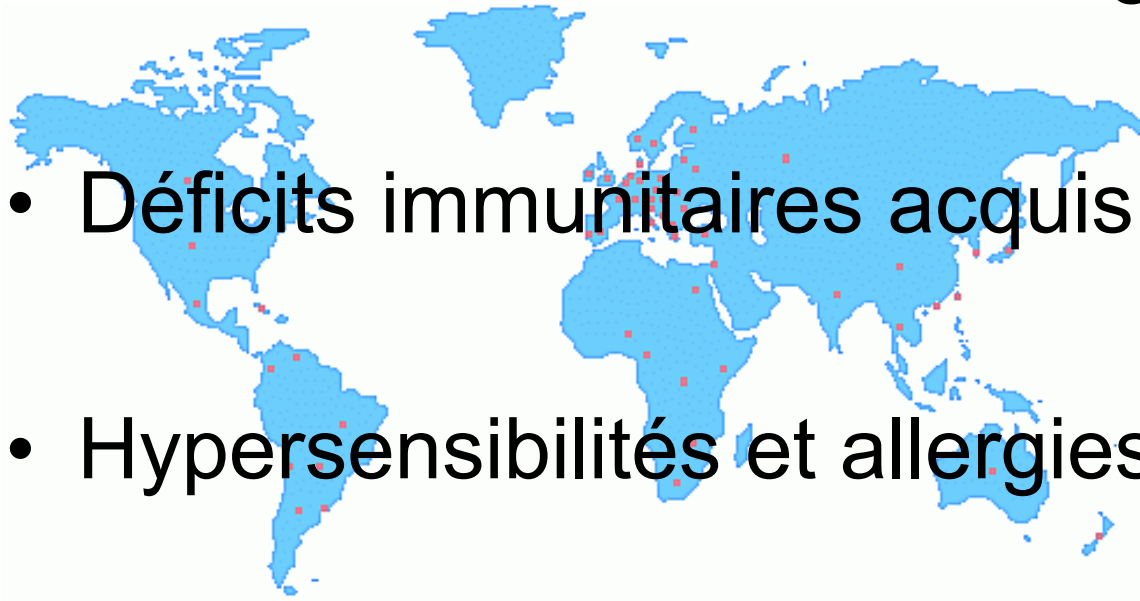 • Déficits immunitaires acquis
• Hypersensibilités et allergies